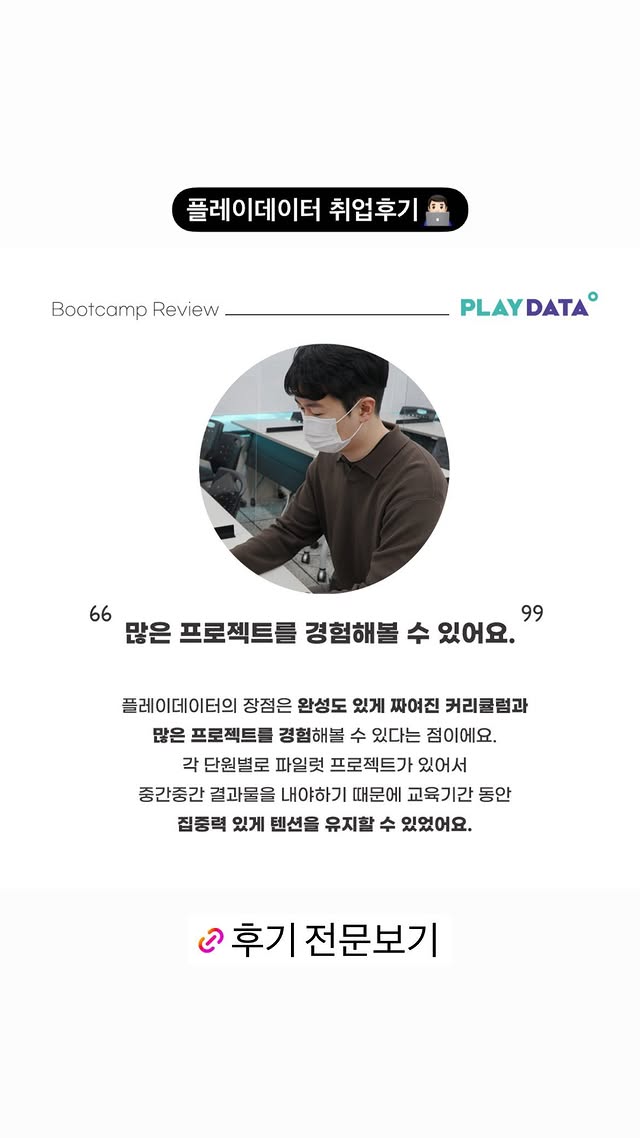 플레이데이터 취업후기
Bootcamp Review
PLAYDATA
“ 많은 프로젝트를 경험해볼 수 있어요. ”
플레이데이터의 장점은 완성도 있게 짜여진 커리큘럼과
많은 프로젝트를 경험해볼 수 있다는 점이에요.
각 단원별로 파일럿 프로젝트가 있어서
중간중간 결과물을 내야하기 때문에 교육기간 동안
집중력 있게 텐션을 유지할 수 있었어요.
후기 전문보기